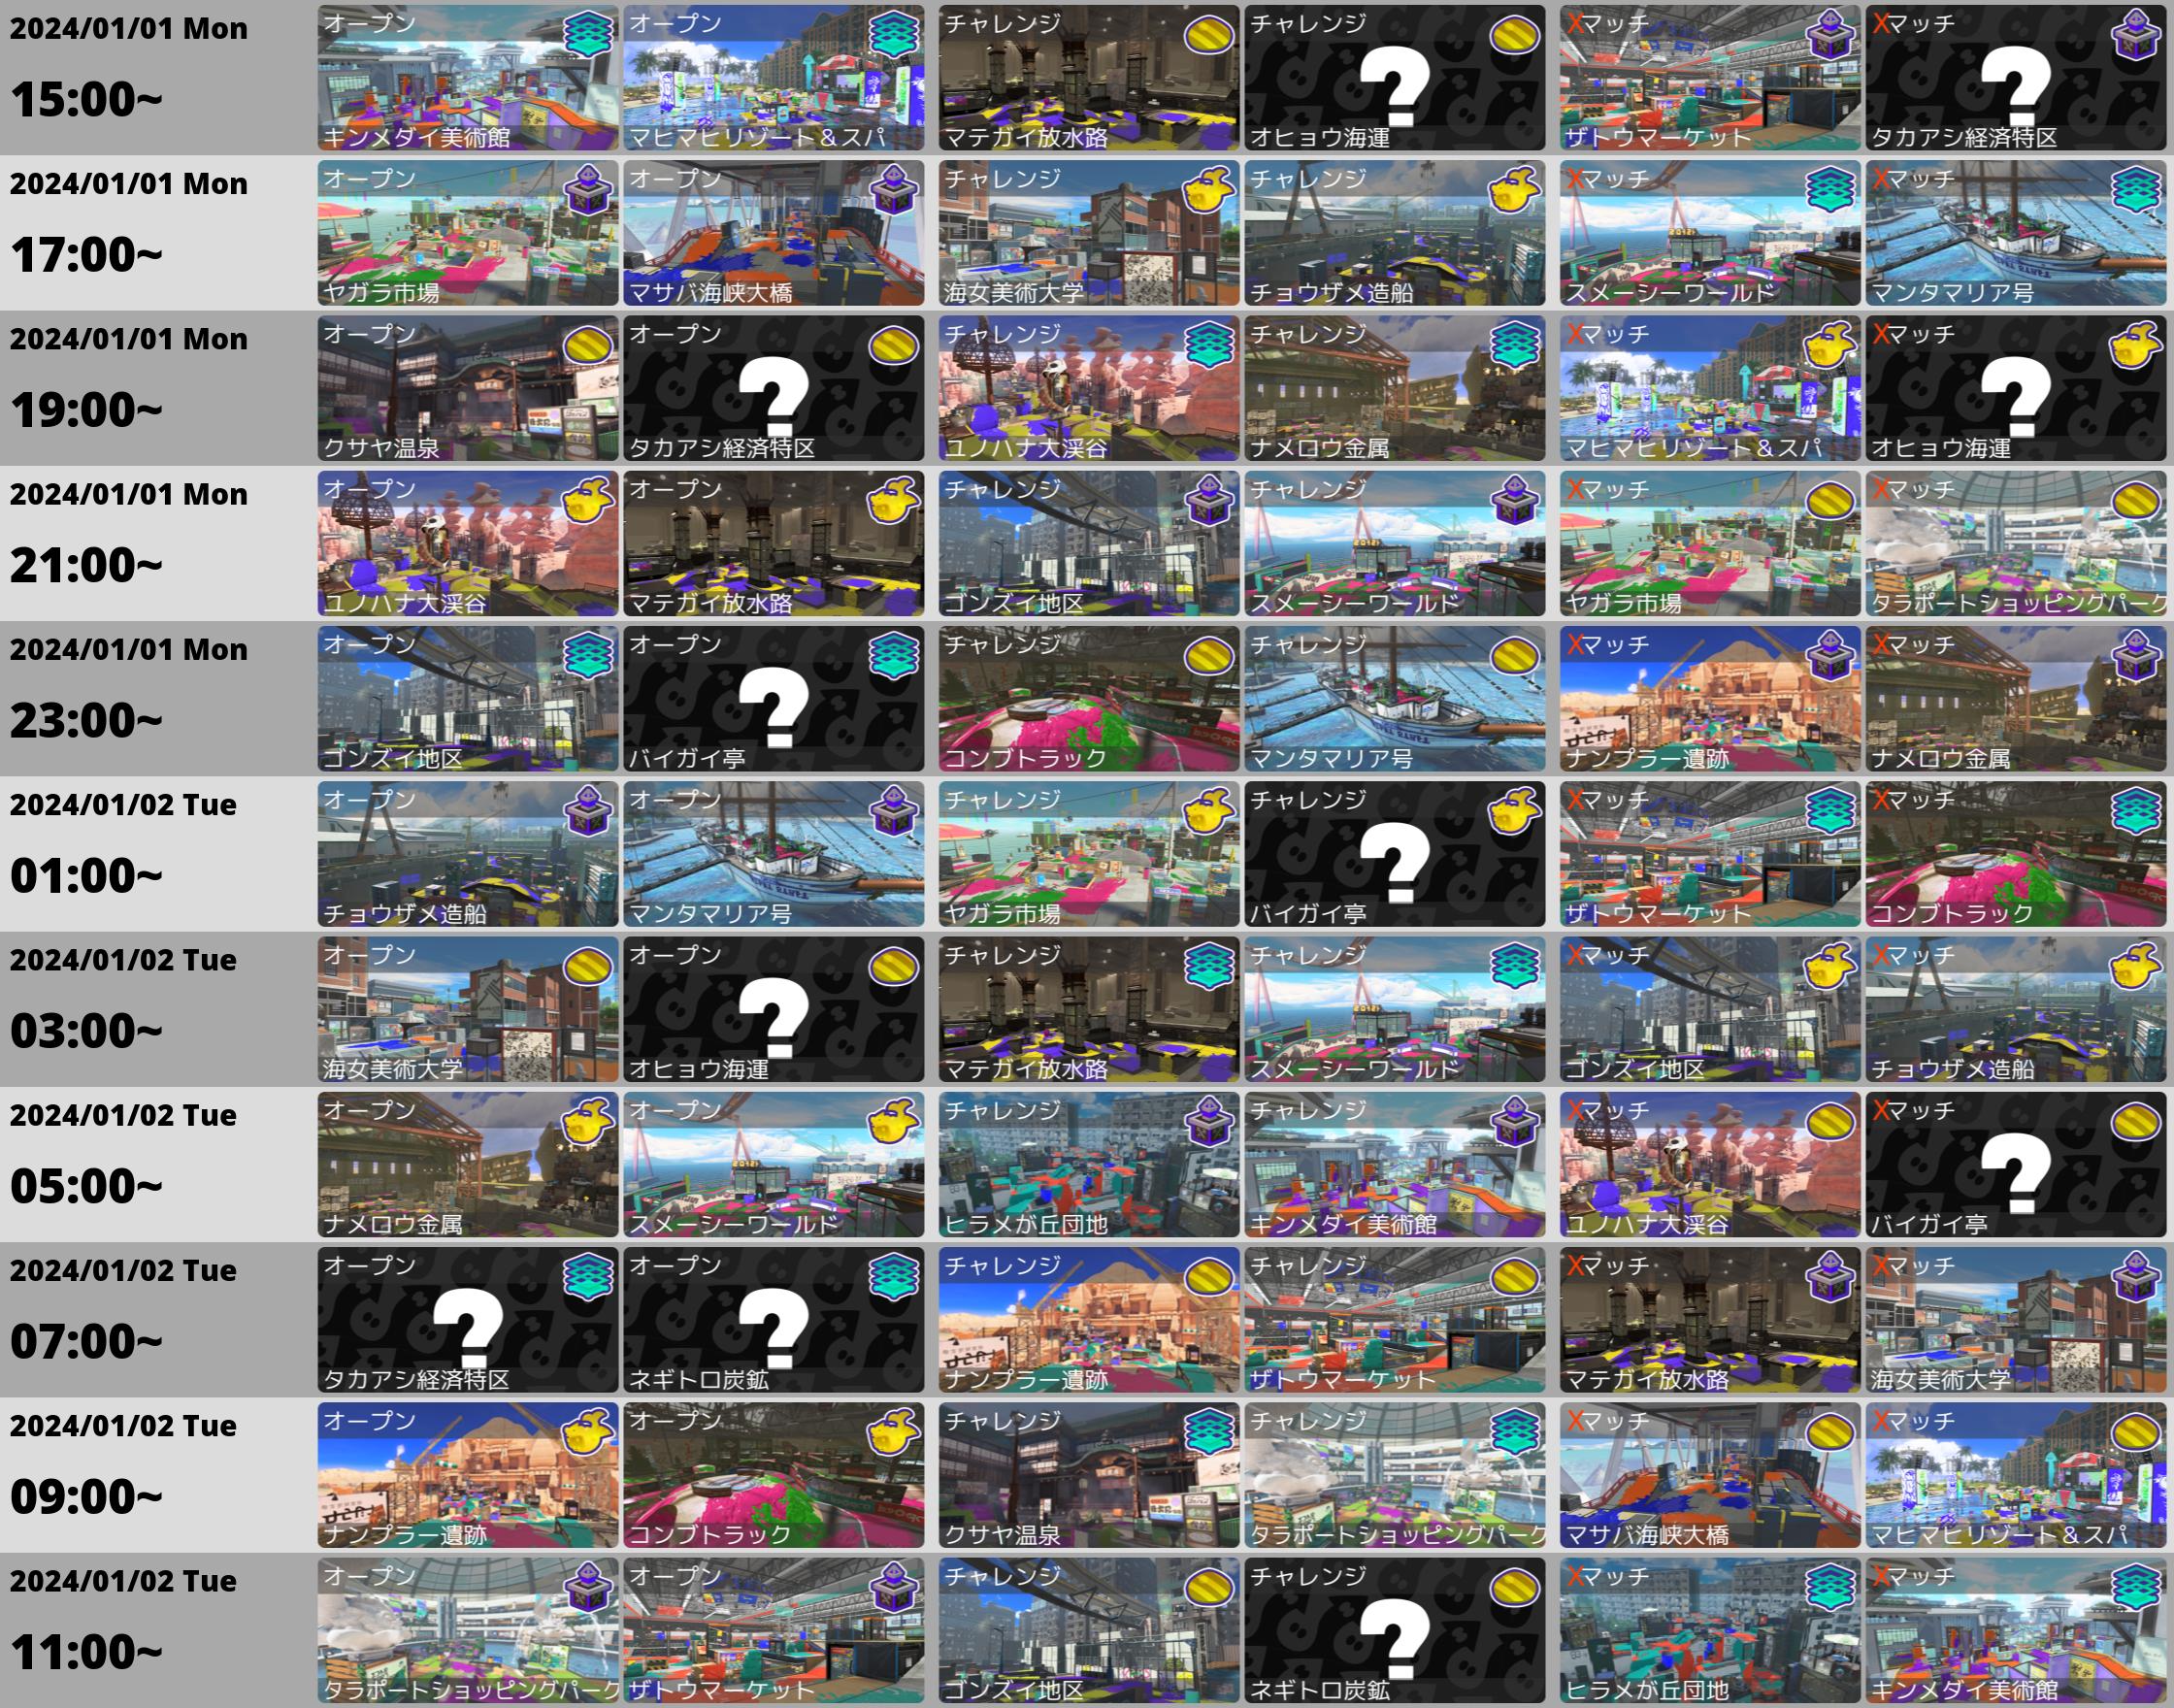 2024/01/01 Mon
15:00~
オープン
キンメダイ美術館
オープン
マヒマヒリゾート＆スパ
チャレンジ
マテガイ放水路
チャレンジ
オヒョウ海運
Xマッチ
ザトウマーケット
Xマッチ
タカアシ経済特区
2024/01/01 Mon
17:00~
オープン
ヤガラ市場
オープン
マサバ海峡大橋
チャレンジ
海女美術大学
チャレンジ
チョウザメ造船
Xマッチ
スメーシーワールド
Xマッチ
マンタマリア号
2024/01/01 Mon
19:00~
オープン
クサヤ温泉
オープン
タカアシ経済特区
チャレンジ
ユノハナ大渓谷
チャレンジ
ナメロウ金属
Xマッチ
マヒマヒリゾート＆スパ
Xマッチ
オヒョウ海運
2024/01/01 Mon
21:00~
オープン
ユノハナ大渓谷
オープン
マテガイ放水路
チャレンジ
ゴンズイ地区
チャレンジ
スメーシーワールド
Xマッチ
ヤガラ市場
Xマッチ
タラポートショッピングパーク
2024/01/01 Mon
23:00~
オープン
ゴンズイ地区
オープン
バイガイ亭
チャレンジ
コンブトラック
チャレンジ
マンタマリア号
Xマッチ
ナンプラー遺跡
Xマッチ
ナメロウ金属
2024/01/02 Tue
01:00~
オープン
チョウザメ造船
オープン
マンタマリア号
チャレンジ
ヤガラ市場
チャレンジ
バイガイ亭
Xマッチ
ザトウマーケット
Xマッチ
コンブトラック
2024/01/02 Tue
03:00~
オープン
海女美術大学
オープン
オヒョウ海運
チャレンジ
マテガイ放水路
チャレンジ
スメーシーワールド
Xマッチ
ゴンズイ地区
Xマッチ
チョウザメ造船
2024/01/02 Tue
05:00~
オープン
ナメロウ金属
オープン
スメーシーワールド
チャレンジ
ヒラメが丘団地
チャレンジ
キンメダイ美術館
Xマッチ
ユノハナ大渓谷
Xマッチ
バイガイ亭
2024/01/02 Tue
07:00~
オープン
タカアシ経済特区
オープン
ネギトロ炭鉱
チャレンジ
ナンプラー遺跡
チャレンジ
ザトウマーケット
Xマッチ
マテガイ放水路
Xマッチ
海女美術大学
2024/01/02 Tue
09:00~
オープン
ナンプラー遺跡
オープン
コンブトラック
チャレンジ
クサヤ温泉
チャレンジ
タラポートショッピングパーク
Xマッチ
マサバ海峡大橋
Xマッチ
マヒマヒリゾート＆スパ
2024/01/02 Tue
11:00~
オープン
タラポートショッピングパーク
オープン
ザトウマーケット
チャレンジ
ゴンズイ地区
チャレンジ
ネギトロ炭鉱
Xマッチ
ヒラメが丘団地
Xマッチ
キンメダイ美術館